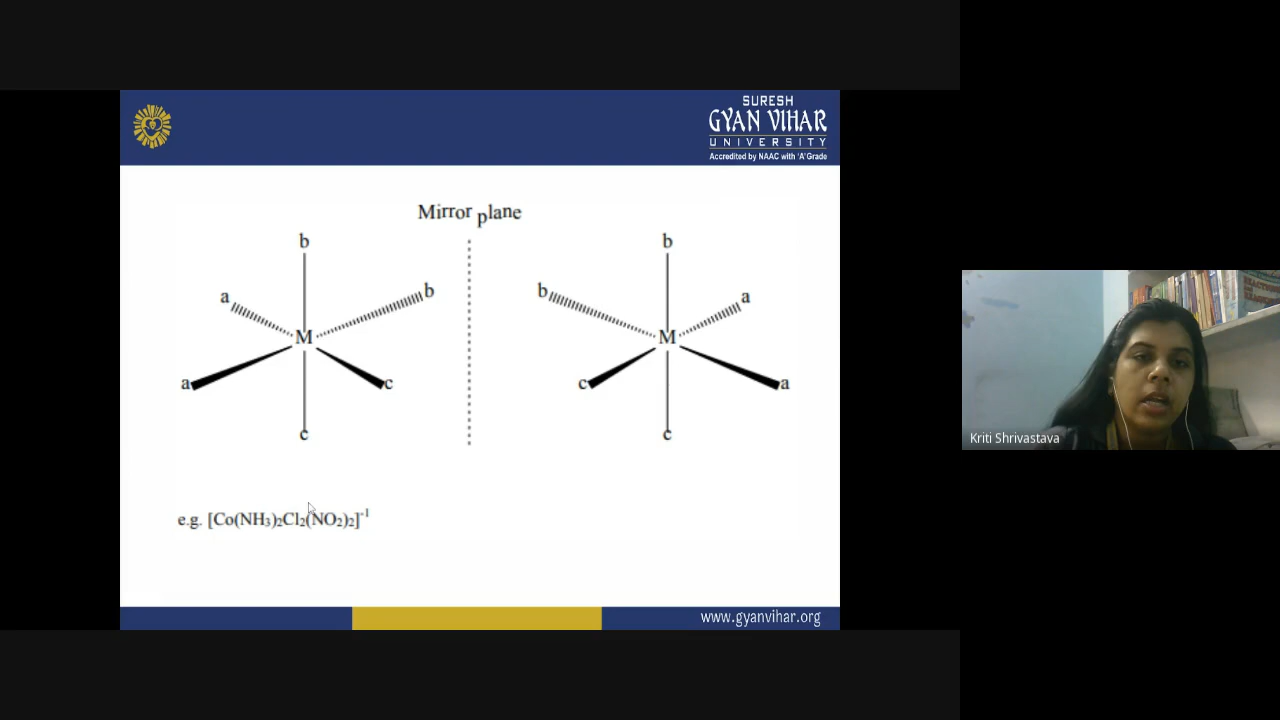 SURESH
GYAN VIHAR
UNIVERSITY
Accredited by NAAC with 'A' Grade
Mirror plane
b b
a b b a
M M
a c c a
c c
e.g. [Co(NH₃)₂Cl₂(NO₂)₂]⁻¹
www.gyanvihar.org
Kriti Shrivastava